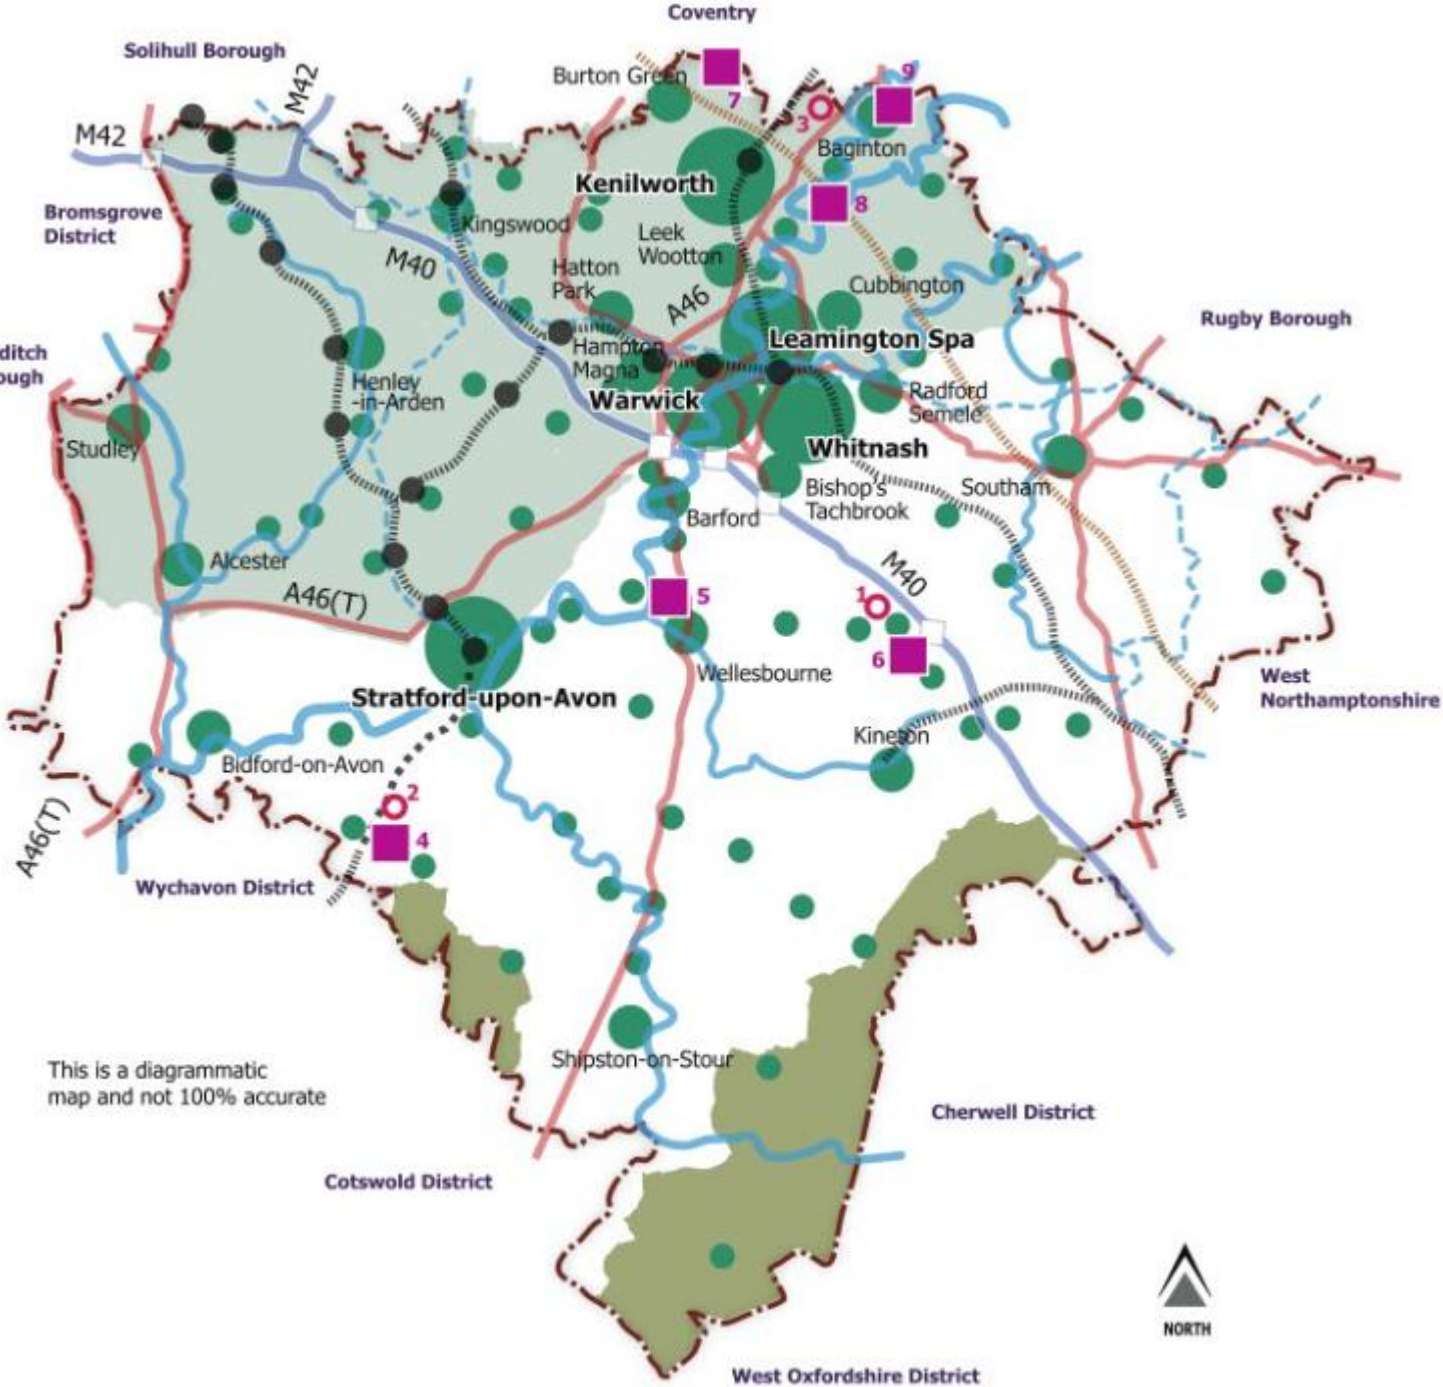 Coventry
Solihull Borough
M42
M42
Burton Green
7
9
3
Baginton
Kenilworth
8
Bromsgrove
District
Kingswood
Leek
Wootton
M40
Hatton
Park
A46
Cubbington
Rugby Borough
Leamington Spa
ditch
ough
Hampton
Magna
Henley
-in-Arden
Warwick
Radford
Semele
Studley
Whitnash
Bishop's
Tachbrook
Southam
Barford
Alcester
A46(T)
M40
5
1
6
Wellesbourne
West
Northamptonshire
Stratford-upon-Avon
Kineton
Bidford-on-Avon
2
4
A46(T)
Wychavon District
Shipston-on-Stour
This is a diagrammatic
map and not 100% accurate
Cherwell District
Cotswold District
NORTH
West Oxfordshire District